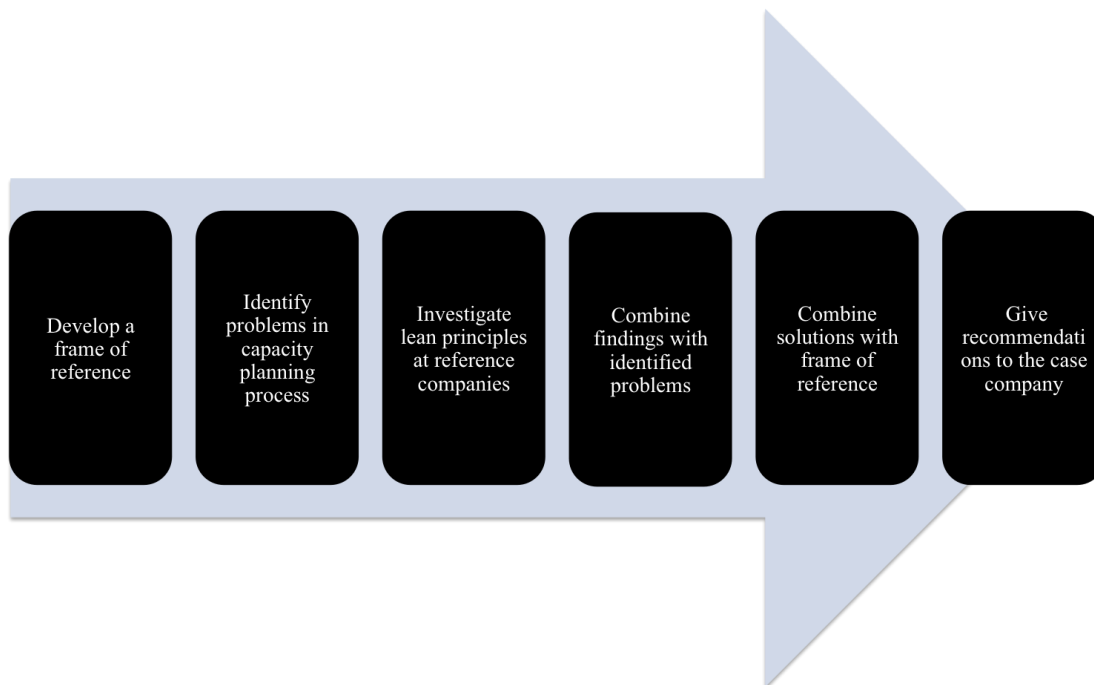 Develop a
frame of
reference
Identify
problems in
capacity
planning
process
Investigate
lean principles
at reference
companies
Combine
findings with
identified
problems
Combine
solutions with
frame of
reference
Give
recommendati
ons to the case
company